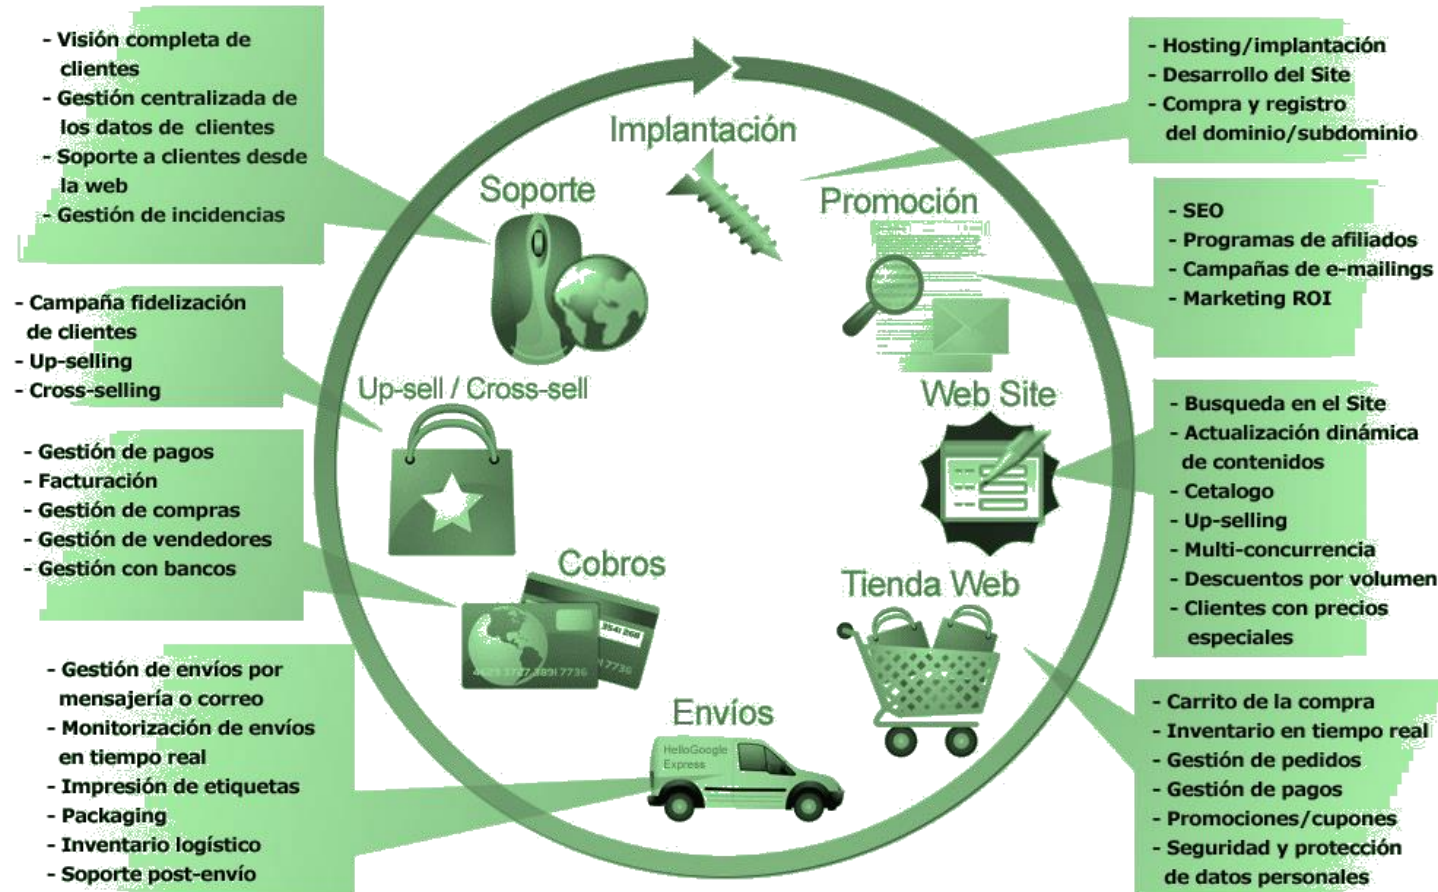 - Visión completa de
clientes
- Gestión centralizada de
los datos de clientes
- Soporte a clientes desde
la web
- Gestión de incidencias
- Campaña fidelización
de clientes
- Up-selling
- Cross-selling
- Gestión de pagos
- Facturación
- Gestión de compras
- Gestión de vendedores
- Gestión con bancos
- Gestión de envíos por
mensajería o correo
- Monitorización de envíos
en tiempo real
- Impresión de etiquetas
- Packaging
- Inventario logístico
- Soporte post-envío
Implantación
Soporte
Promoción
Up-sell / Cross-sell
Web Site
Cobros
Tienda Web
Envíos
HelloGoogle
Express
- Hosting/implantación
- Desarrollo del Site
- Compra y registro
del dominio/subdominio
- SEO
- Programas de afiliados
- Campañas de e-mailings
- Marketing ROI
- Busqueda en el Site
- Actualización dinámica
de contenidos
- Cetalogo
- Up-selling
- Multi-concurrencia
- Descuentos por volumen
- Clientes con precios
especiales
- Carrito de la compra
- Inventario en tiempo real
- Gestión de pedidos
- Gestión de pagos
- Promociones/cupones
- Seguridad y protección
de datos personales